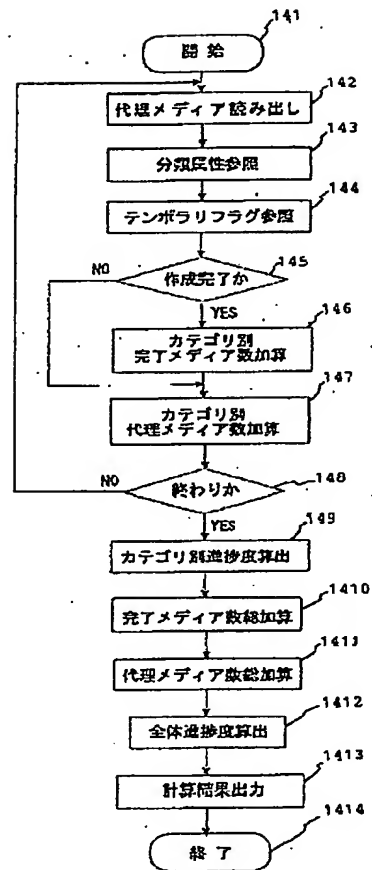 141
開始
142
代理メディア読み出し
143
分類属性参照
144
テンポラリフラグ参照
145
NO
作成完了か
YES
146
カテゴリ別
完了メディア数加算
147
カテゴリ別
代理メディア数加算
148
NO
終わりか
YES
149
カテゴリ別進捗度算出
1410
完了メディア数総加算
1411
代理メディア数総加算
1412
全体進捗度算出
1413
計算結果出力
1414
終了